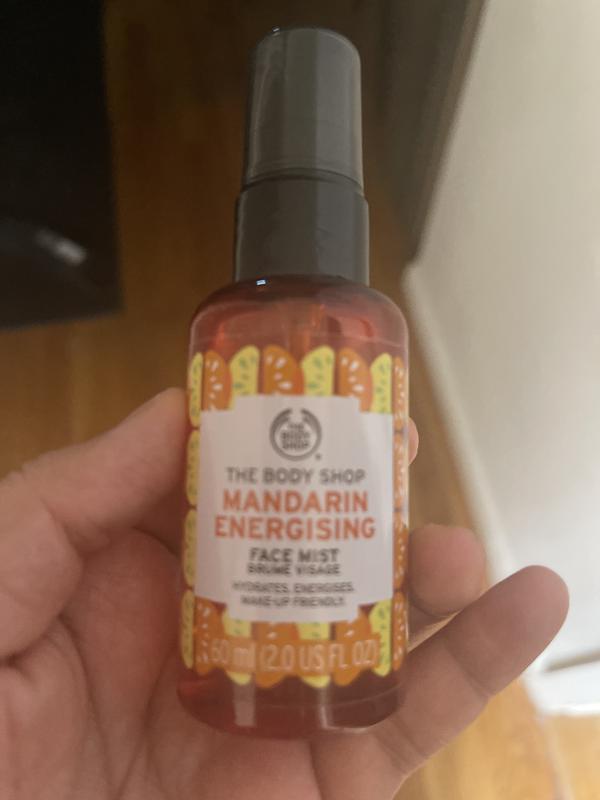 THE
BODY
SHOP
THE BODY SHOP
MANDARIN
ENERGISING
FACE MIST
BRUME VISAGE
HYDRATES. ENERGISES.
MAKE-UP FRIENDLY.
60 ml (2.0 US FL OZ)